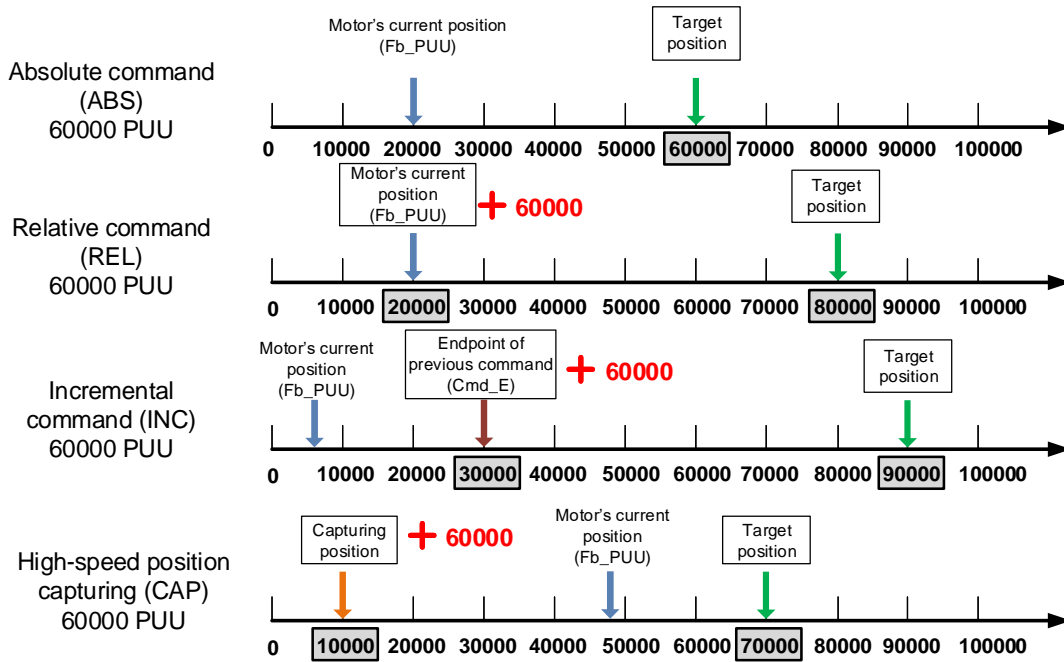 Motor's current position
(Fb_PUU)
Target
position
Absolute command
(ABS)
60000 PUU
0 10000 20000 30000 40000 50000 60000 70000 80000 90000 100000
Motor's current
position
(Fb_PUU)
+ 60000
Target
position
Relative command
(REL)
60000 PUU
0 10000 20000 30000 40000 50000 60000 70000 80000 90000 100000
Motor's current
position
(Fb_PUU)
Endpoint of
previous command
(Cmd_E)
+ 60000
Target
position
Incremental
command (INC)
60000 PUU
0 10000 20000 30000 40000 50000 60000 70000 80000 90000 100000
Capturing
position
+ 60000
Motor's current
position
(Fb_PUU)
Target
position
High-speed position
capturing (CAP)
60000 PUU
0 10000 20000 30000 40000 50000 60000 70000 80000 90000 100000